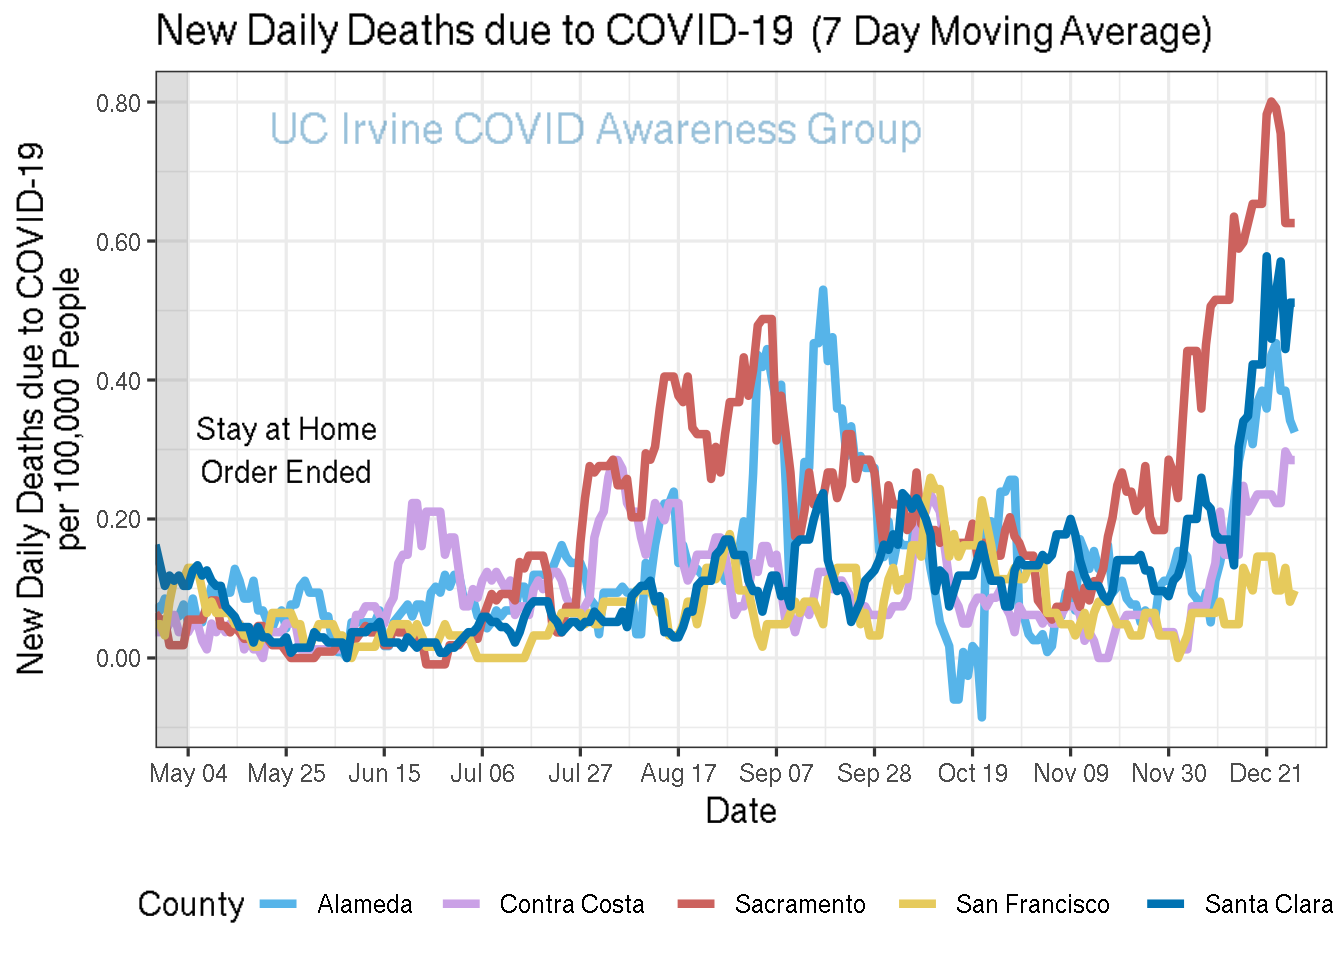 New Daily Deaths due to COVID-19 (7 Day Moving Average)
UC Irvine COVID Awareness Group
New Daily Deaths due to COVID-19
per 100,000 People
0.80
0.60
0.40
0.20
0.00
Stay at Home
Order Ended
May 04 May 25 Jun 15 Jul 06 Jul 27 Aug 17 Sep 07 Sep 28 Oct 19 Nov 09 Nov 30 Dec 21
Date
County Alameda Contra Costa Sacramento San Francisco Santa Clara